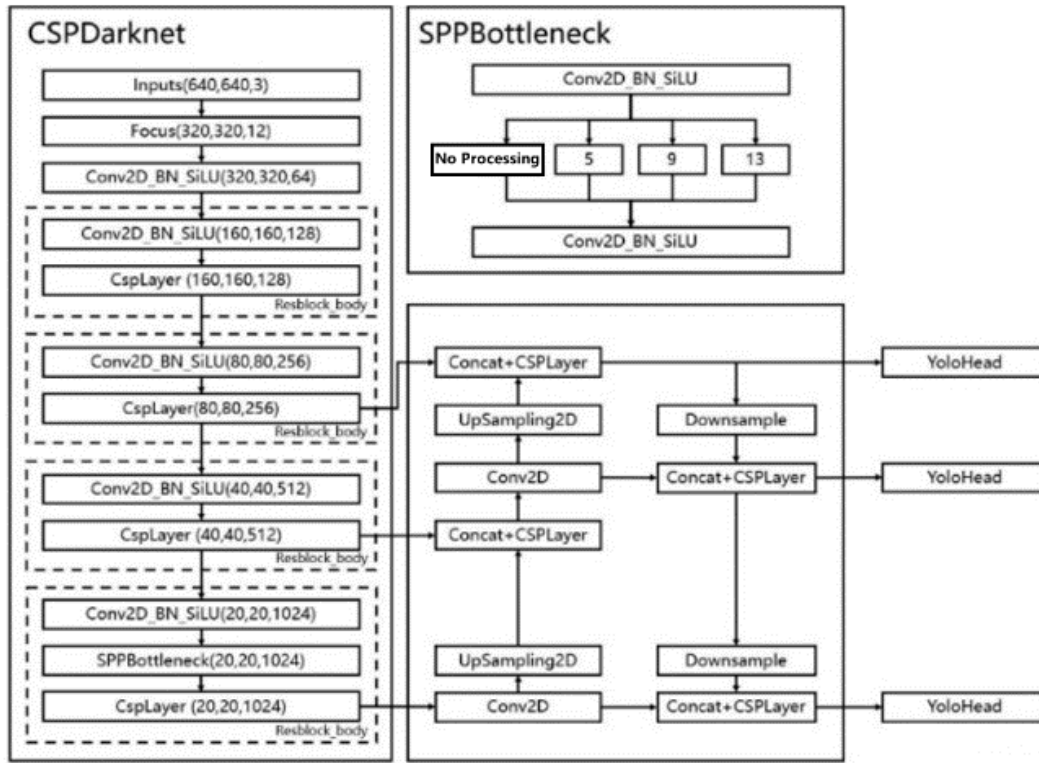 CSPDarknet
Inputs(640,640,3)
Focus(320,320,12)
Conv2D_BN_SiLU(320,320,64)
Conv2D_BN_SiLU(160,160,128)
CspLayer (160,160,128)
Resblock_body
Conv2D_BN_SiLU(80,80,256)
CspLayer(80,80,256)
Resblock_body
Conv2D_BN_SiLU(40,40,512)
CspLayer (40,40,512)
Resblock_body
Conv2D_BN_SiLU(20,20,1024)
SPPBottleneck(20,20,1024)
CspLayer (20,20,1024)
Resblock_body
SPPBottleneck
Conv2D_BN_SiLU
No Processing 5 9 13
Conv2D_BN_SiLU
Concat+CSPLayer YoloHead
UpSampling2D Downsample
Conv2D Concat+CSPLayer YoloHead
Concat+CSPLayer
UpSampling2D Downsample
Conv2D Concat+CSPLayer YoloHead